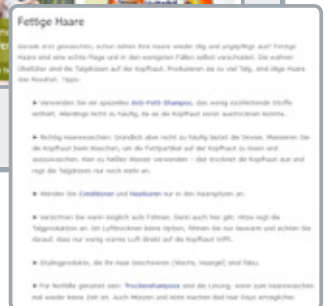 Fettige Haare
Gerade erst gewaschen, schon sehen Ihre Haare wieder ölig und ungepflegt aus? Fettige
Haare sind eine echte Plage und in den wenigsten Fällen selbst verschuldet. Die wahren
Übeltäter sind die Talgdrüsen auf der Kopfhaut. Produzieren sie zu viel Talg, sind ölige Haare
das Resultat. Tipps:
Verwenden Sie ein spezielles Anti-Fett-Shampoo, das wenig rückfettende Stoffe
enthält. Allerdings nicht zu häufig, da es die Kopfhaut sonst austrocknen könnte.
Richtig Haarewaschen: Gründlich aber nicht zu häufig lautet die Devise. Massieren Sie
die Kopfhaut beim Waschen, um die Fettpartikel auf der Kopfhaut zu lösen und
auszuwaschen. Kein zu heißes Wasser verwenden – das trocknet die Kopfhaut aus und
regt die Talgdrüsen nur noch mehr an.
Wenden Sie Conditioner und Haarkuren nur in den Haarspitzen an.
Verzichten Sie wenn möglich aufs Föhnen. Denn auch hier gilt: Hitze regt die
Talgproduktion an. Ist Lufttrocknen keine Option, föhnen Sie nur lauwarm und achten Sie
darauf, dass nur wenig warme Luft direkt auf die Kopfhaut trifft.
Stylingprodukte, die Ihr Haar beschweren (Wachs, Haargel) sind Tabu.
Für Notfälle gerüstet sein: Trockenshampoos sind die Lösung, wenn zum Haarewaschen
mal wieder keine Zeit ist. Auch Mützen und Hüte machen Bad Hair Days erträglicher.